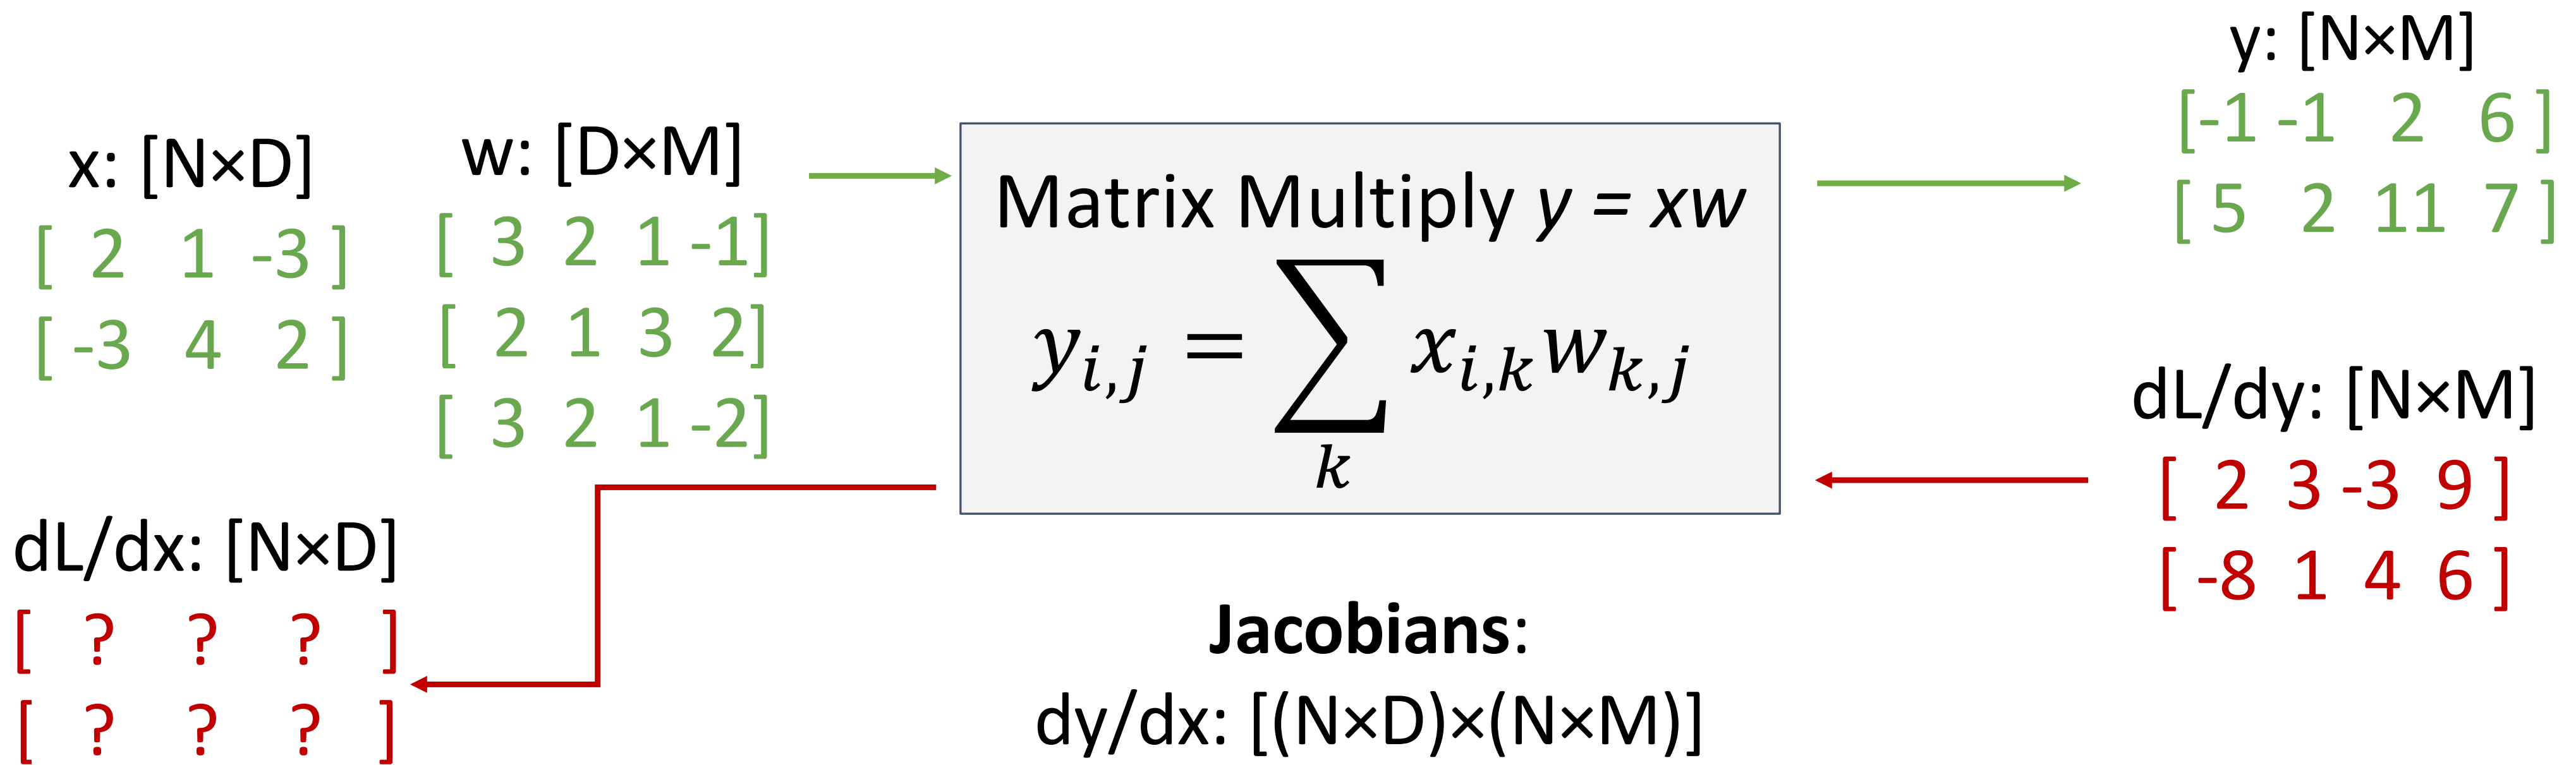 x: [N×D]
[ 2 1 -3 ]
[ -3 4 2 ]
w: [D×M]
[ 3 2 1 -1]
[ 2 1 3 2]
[ 3 2 1 -2]
Matrix Multiply y = xw
y_{i,j} = \sum_{k} x_{i,k} w_{k,j}
y: [N×M]
[-1 -1 2 6 ]
[ 5 2 11 7 ]
dL/dy: [N×M]
[ 2 3 -3 9 ]
[ -8 1 4 6 ]
dL/dx: [N×D]
[ ? ? ? ]
[ ? ? ? ]
Jacobians:
dy/dx: [(N×D)×(N×M)]